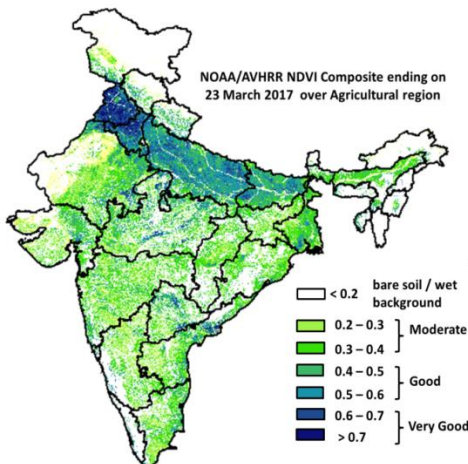 NOAA/AVHRR NDVI Composite ending on
23 March 2017 over Agricultural region
< 0.2 bare soil / wet
background
0.2 – 0.3
Moderate
0.3 – 0.4
0.4 – 0.5
Good
0.5 – 0.6
0.6 – 0.7
Very Good
> 0.7